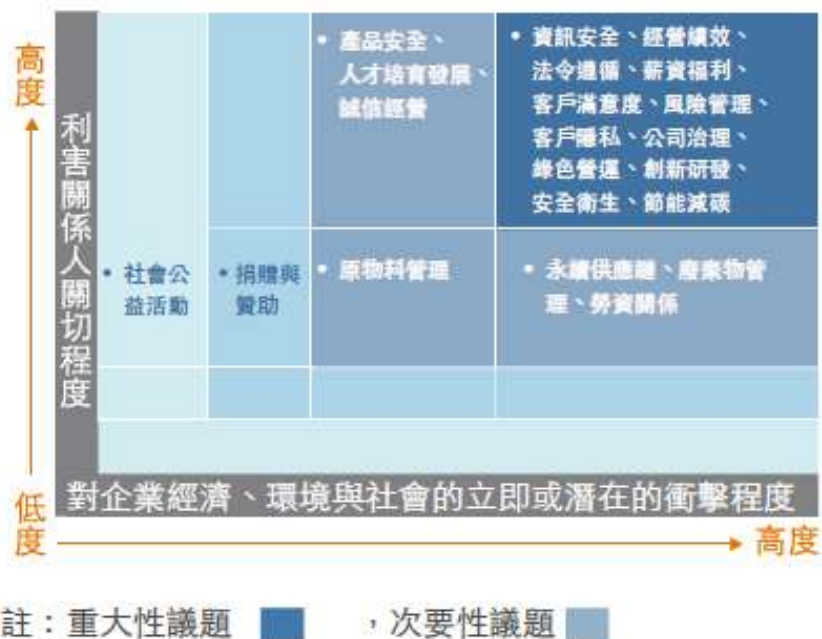 高度
利害關係人關切程度
低度
• 產品安全、
人才培育發展、
誠信經營
• 資訊安全、經營績效、
法令遵循、薪資福利、
客戶滿意度、風險管理、
客戶隱私、公司治理、
綠色營運、創新研發、
安全衛生、節能減碳
• 社會公
益活動
• 捐贈與
贊助
• 原物料管理
• 永續供應鏈、廢棄物管
理、勞資關係
對企業經濟、環境與社會的立即或潛在的衝擊程度
高度
註：重大性議題 ，次要性議題